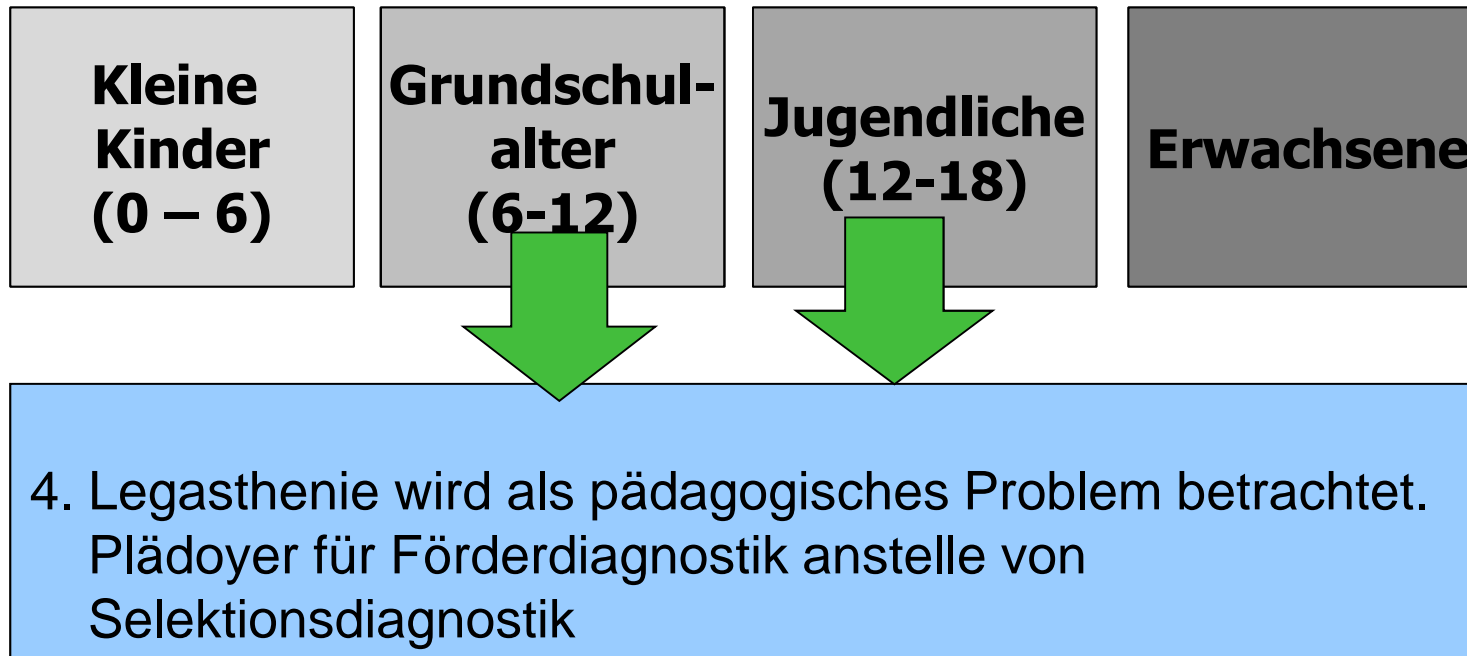 Kleine
Kinder
(0 – 6)
Grundschul-
alter
(6-12)
Jugendliche
(12-18)
Erwachsene
4. Legasthenie wird als pädagogisches Problem betrachtet.
Plädoyer für Förderdiagnostik anstelle von
Selektionsdiagnostik